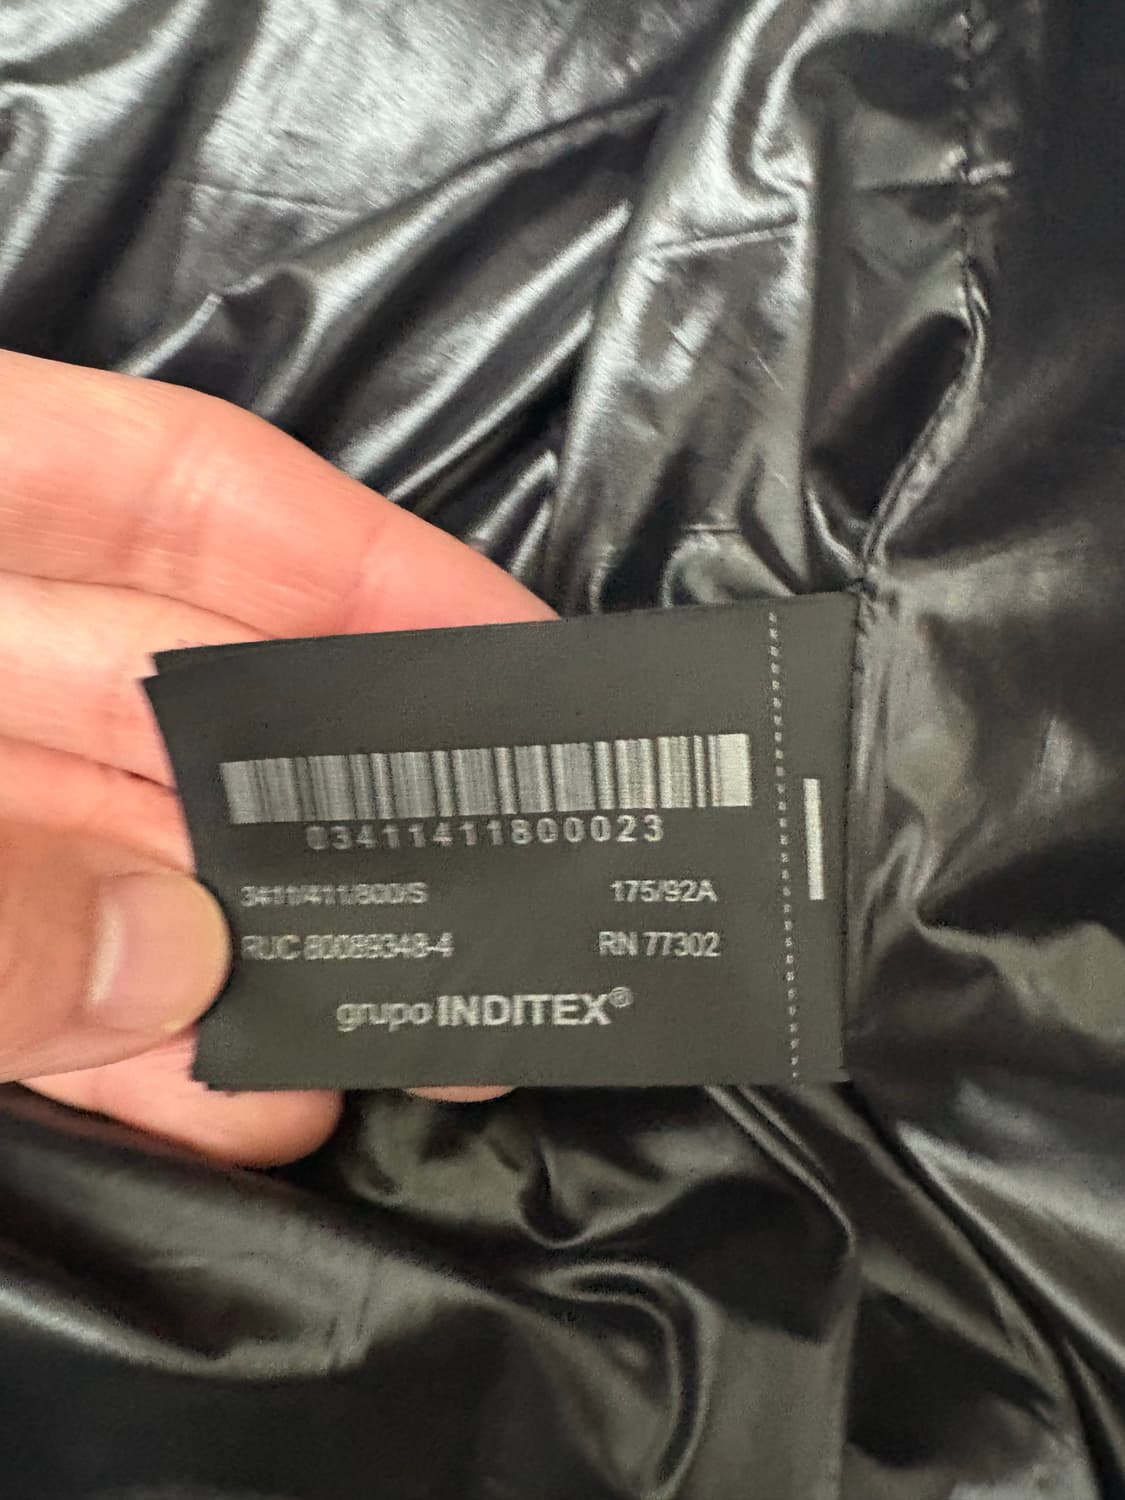 03411411800023
3411/411/800/S 175/92A
RUC 80089348-4 RN 77302
grupo INDITEX®